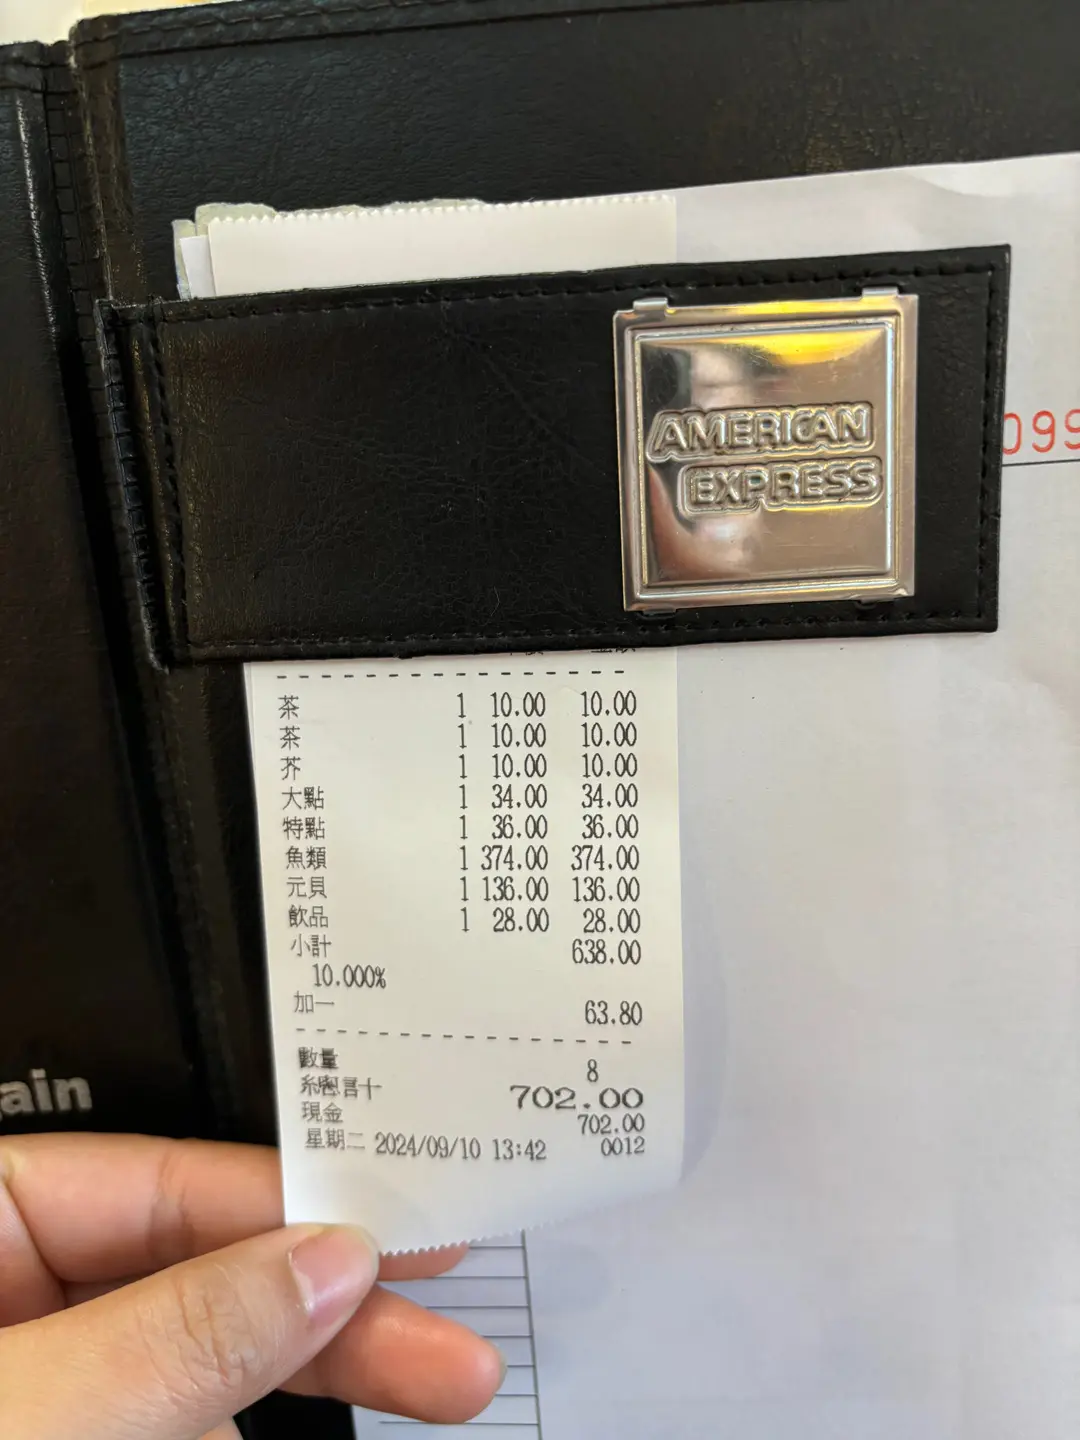 AMERICAN
EXPRESS
099
茶 1 10.00 10.00
茶 1 10.00 10.00
芥 1 10.00 10.00
大點 1 34.00 34.00
特點 1 36.00 36.00
魚類 1 374.00 374.00
元貝 1 136.00 136.00
飲品 1 28.00 28.00
小計 638.00
10.000%
加一 63.80
數量 8
總計 702.00
現金 702.00
星期二 2024/09/10 13:42 0012
ain